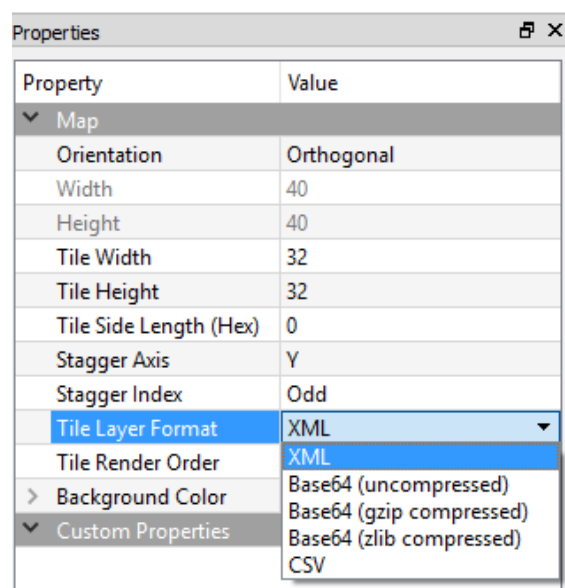 Properties
Property Value
Map
Orientation Orthogonal
Width 40
Height 40
Tile Width 32
Tile Height 32
Tile Side Length (Hex) 0
Stagger Axis Y
Stagger Index Odd
Tile Layer Format XML
Tile Render Order XML
Background Color Base64 (uncompressed)
Base64 (gzip compressed)
Custom Properties Base64 (zlib compressed)
CSV